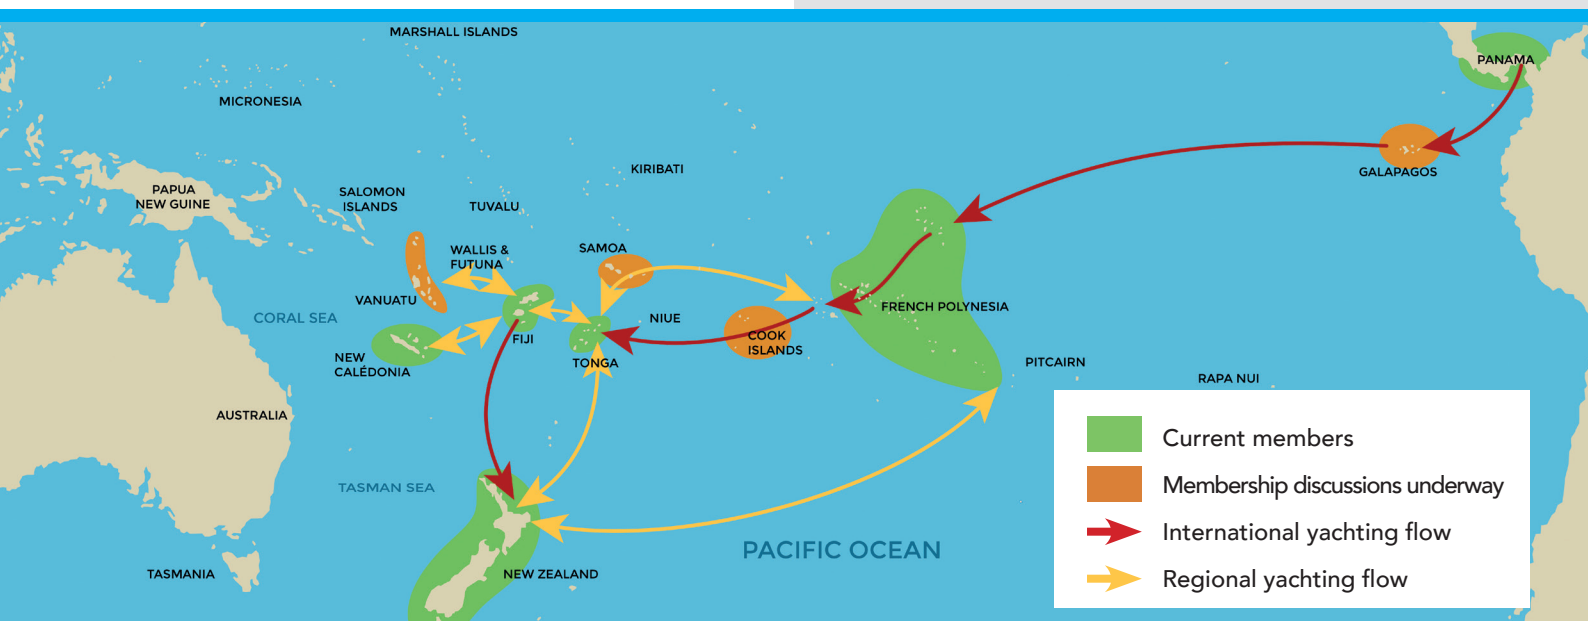 MARSHALL ISLANDS
PANAMA
MICRONESIA
KIRIBATI
GALAPAGOS
PAPUA
NEW GUINE
SALOMON
ISLANDS
TUVALU
WALLIS &
FUTUNA
SAMOA
VANUATU
CORAL SEA
NIUE
FRENCH POLYNESIA
FIJI
COOK
ISLANDS
NEW
CALÉDONIA
TONGA
PITCAIRN
RAPA NUI
AUSTRALIA
TASMAN SEA
PACIFIC OCEAN
TASMANIA
NEW ZEALAND
Current members
Membership discussions underway
International yachting flow
Regional yachting flow